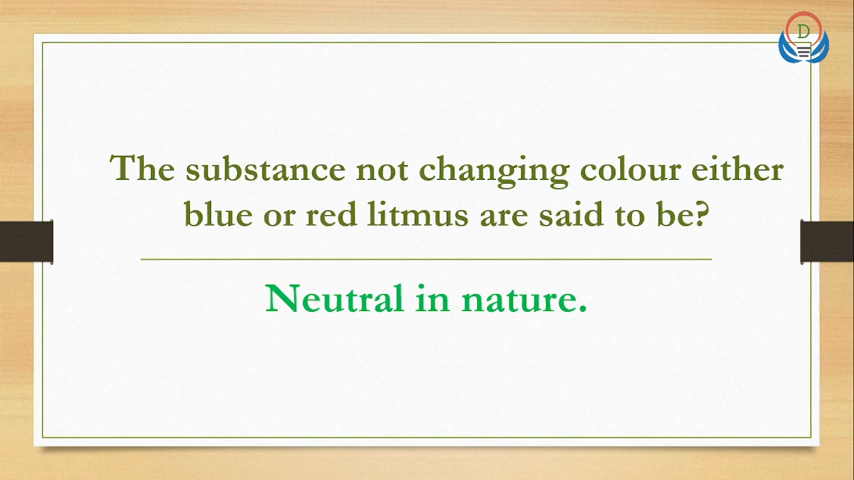 D
The substance not changing colour either
blue or red litmus are said to be?
Neutral in nature.